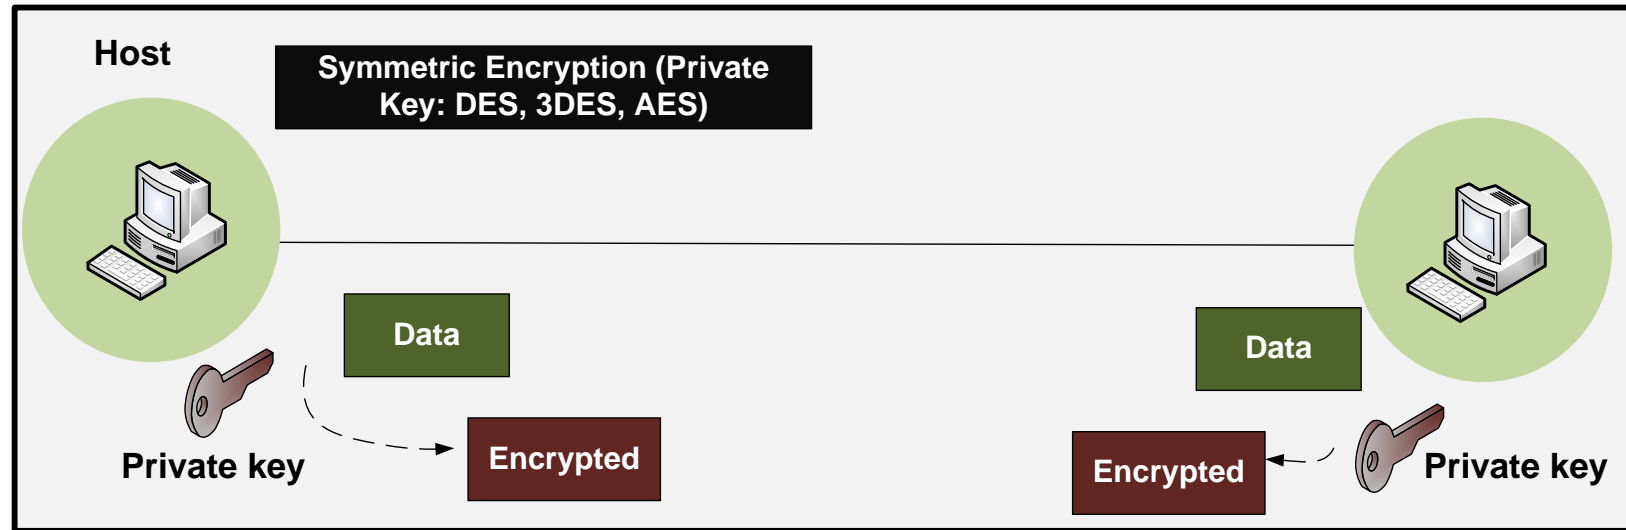 Host
Symmetric Encryption (Private
Key: DES, 3DES, AES)
Data
Data
Encrypted
Encrypted
Private key
Private key